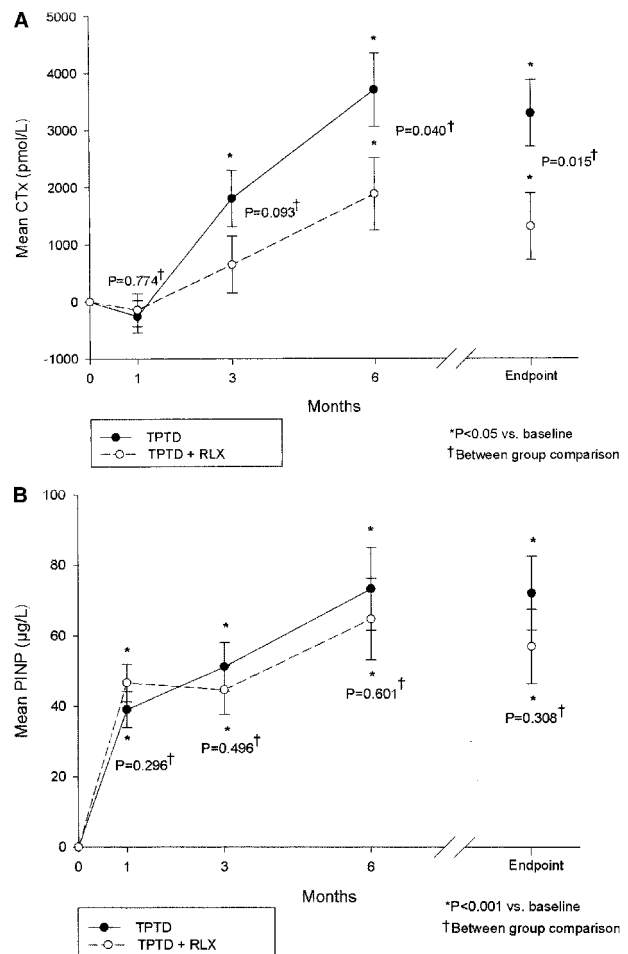 A
5000
4000
3000
2000
1000
0
-1000
Mean CTx (pmol/L)
*
*
*
*
*
P=0.774†
P=0.093†
P=0.040†
P=0.015†
0 1 3 6 Endpoint
Months
TPTD
TPTD + RLX
*P<0.05 vs. baseline
†Between group comparison
B
100
80
60
40
20
0
Mean PINP (µg/L)
*
*
*
*
*
*
*
*
P=0.296†
P=0.496†
P=0.601†
P=0.308†
0 1 3 6 Endpoint
Months
TPTD
TPTD + RLX
*P<0.001 vs. baseline
†Between group comparison